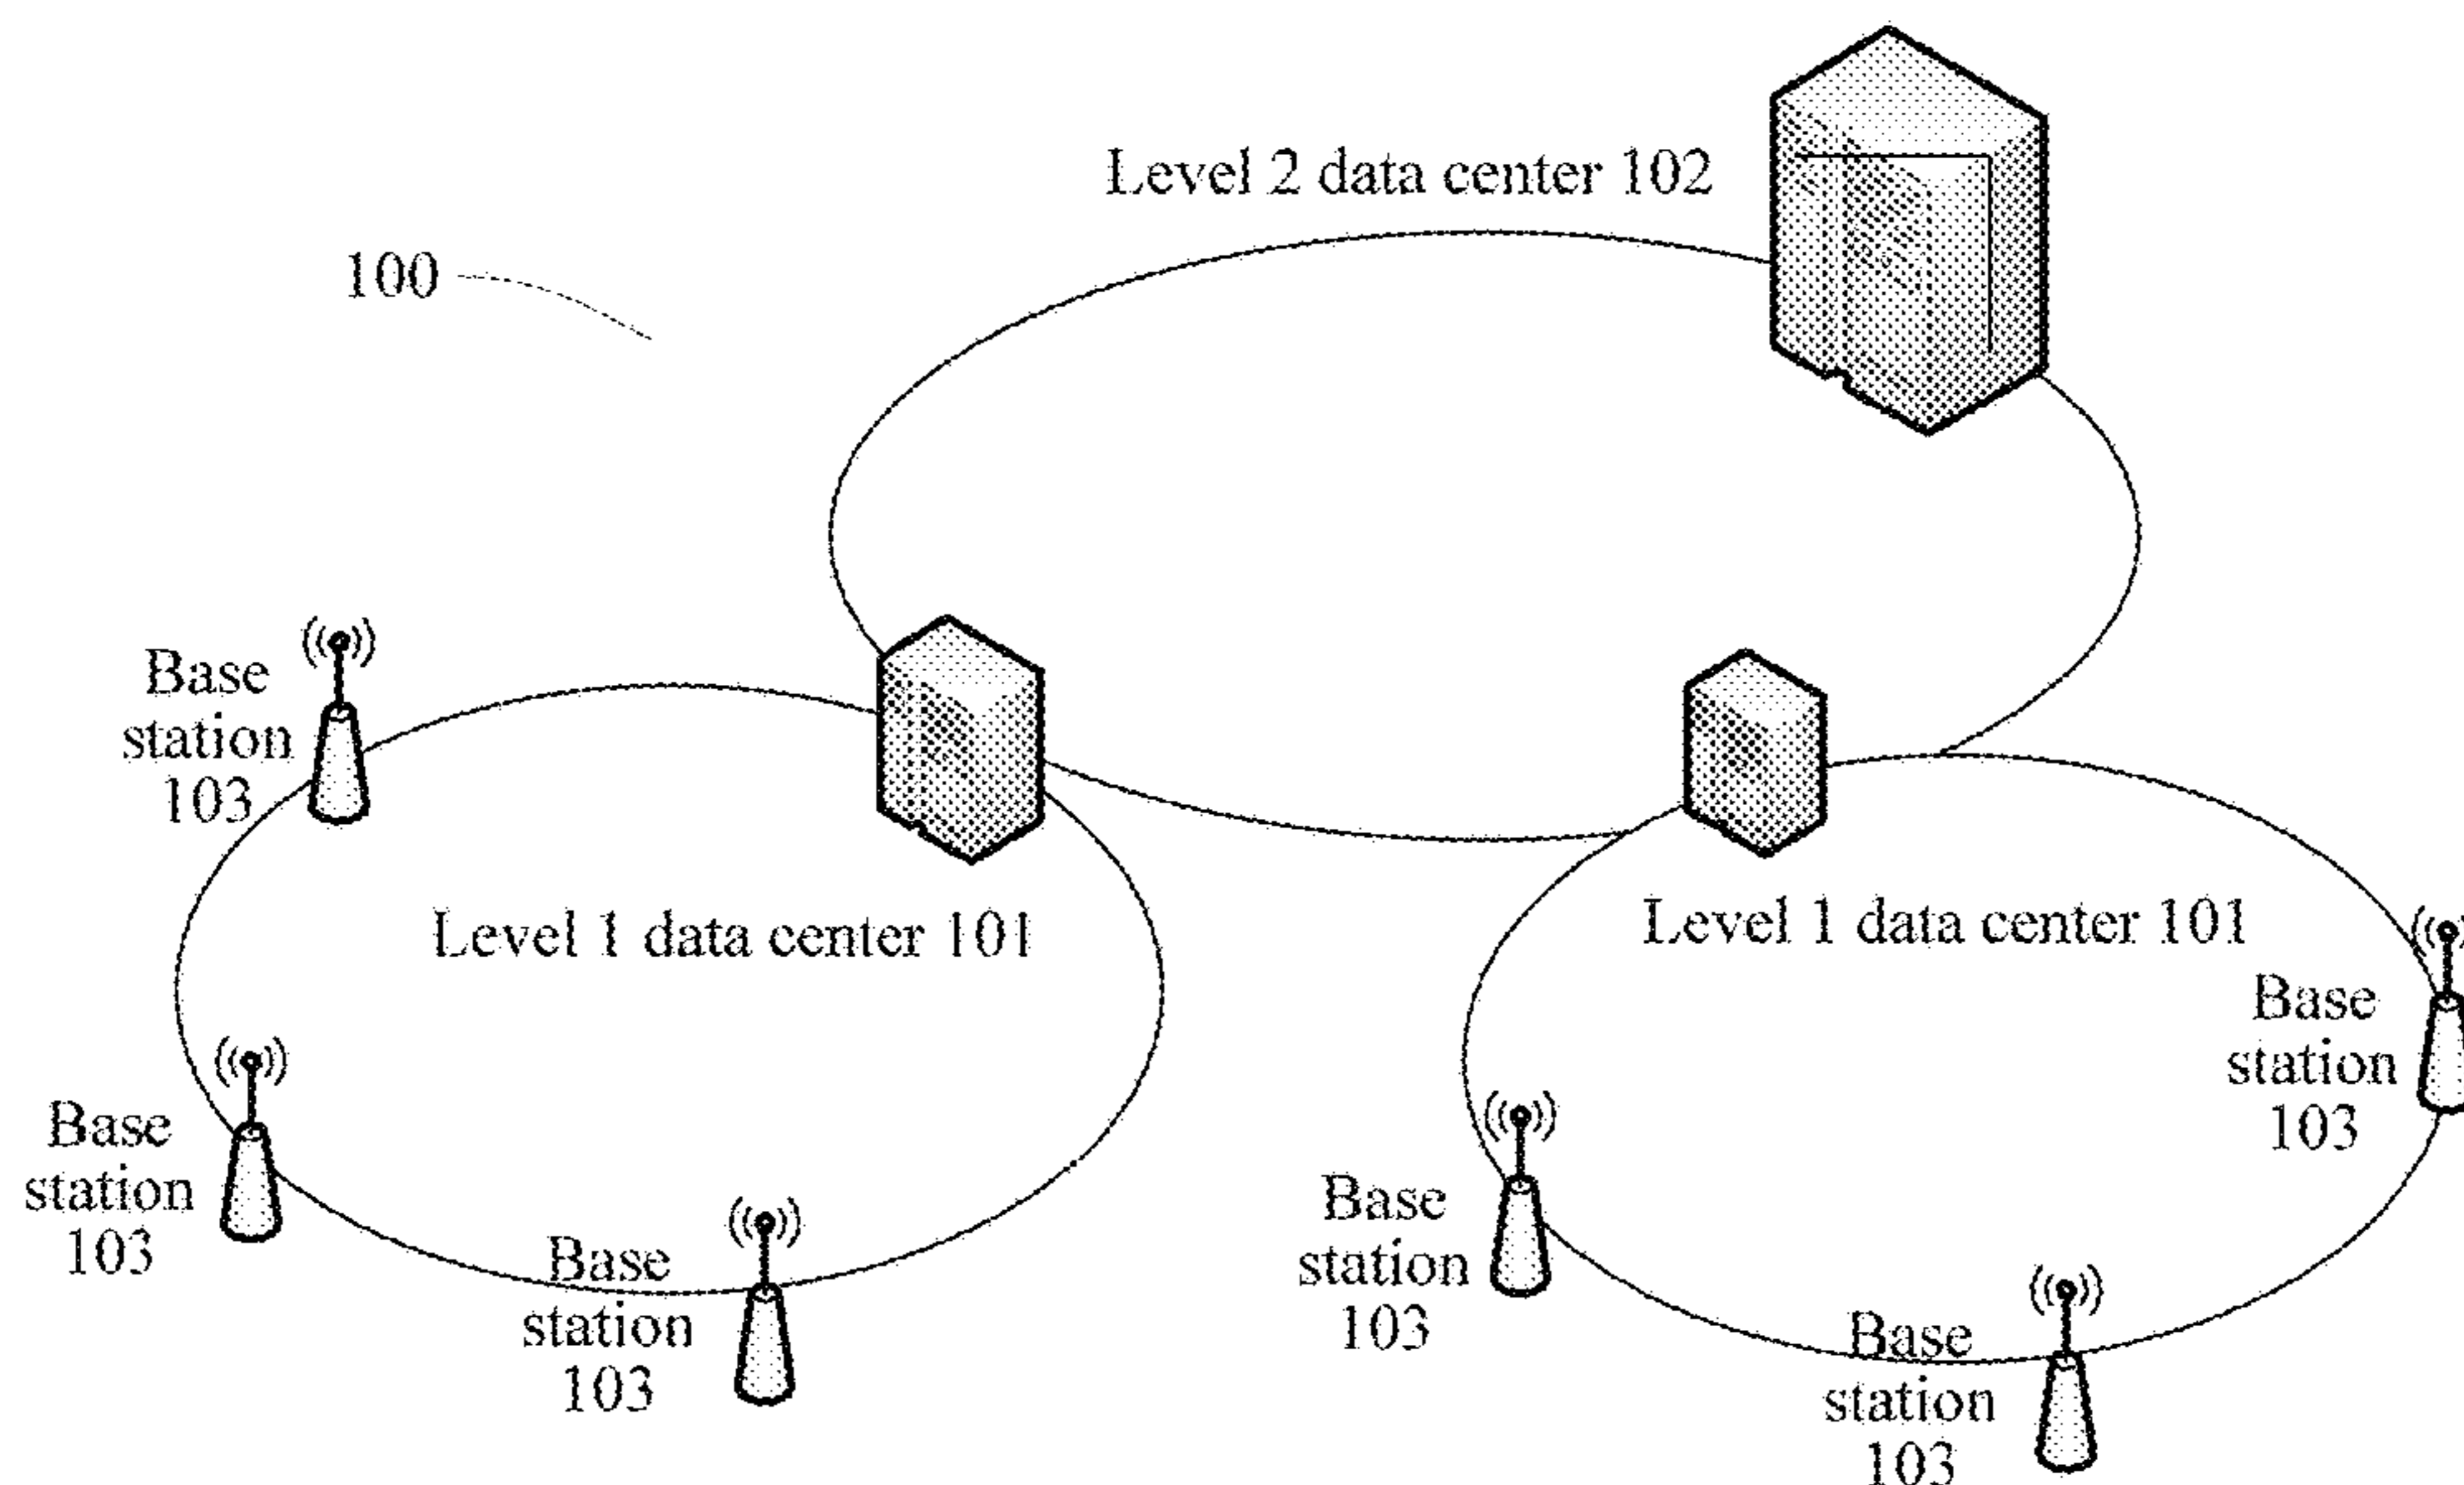 Level 2 data center 102
100
Base
station
103
Level 1 data center 101
Level 1 data center 101
Base
station
103
Base
station
103
Base
station
103
Base
station
103
Base
station
103